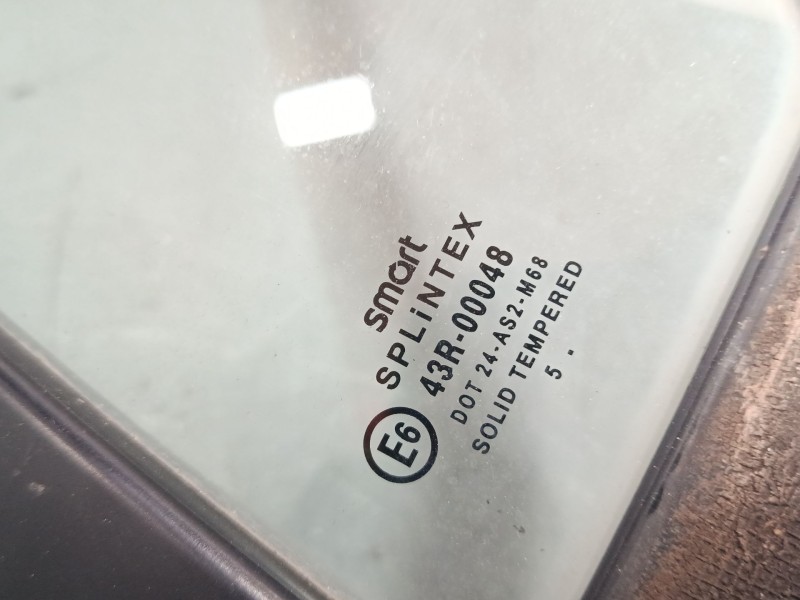 smart
SPLiNTEX
E6 43R-00048
DOT 24-AS2-M68
SOLID TEMPERED
5 .